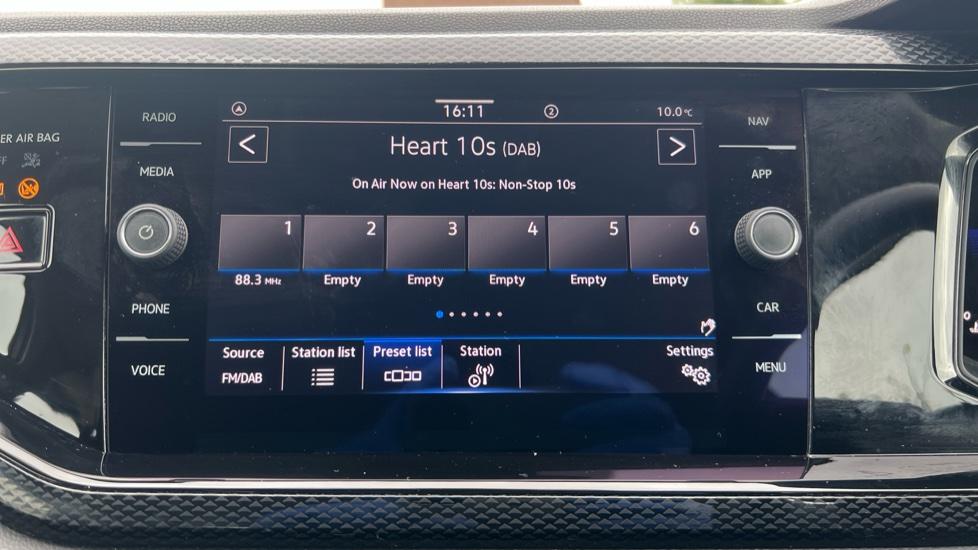 16:11 2 10.0°C
RADIO
NAV
ER AIR BAG
Heart 10s (DAB)
MEDIA
APP
On Air Now on Heart 10s: Non-Stop 10s
1 2 3 4 5 6
88.3 MHz Empty Empty Empty Empty Empty
PHONE
CAR
Source Station list Preset list Station Settings
FM/DAB
VOICE
MENU